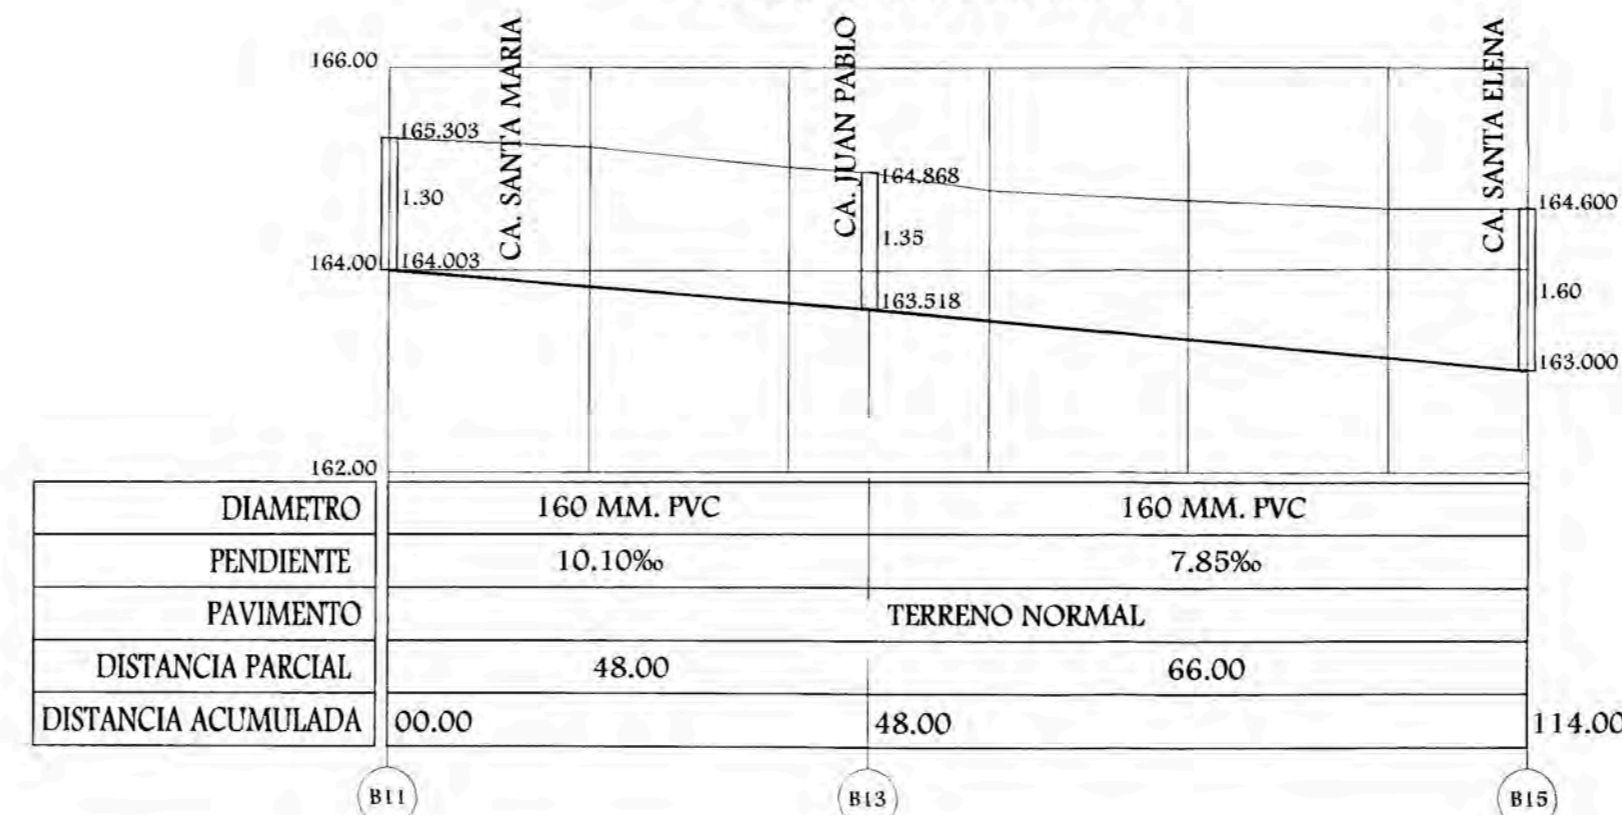 CA. SANTA MARIA
CA. JUAN PABLO
CA. SANTA ELENA
166.00
165.303
1.30
164.00
164.003
164.868
1.35
163.518
164.600
1.60
163.000
162.00
DIAMETRO 160 MM. PVC 160 MM. PVC
PENDIENTE 10.10‰ 7.85‰
PAVIMENTO TERRENO NORMAL
DISTANCIA PARCIAL 48.00 66.00
DISTANCIA ACUMULADA 00.00 48.00 114.00
B11 B13 B15